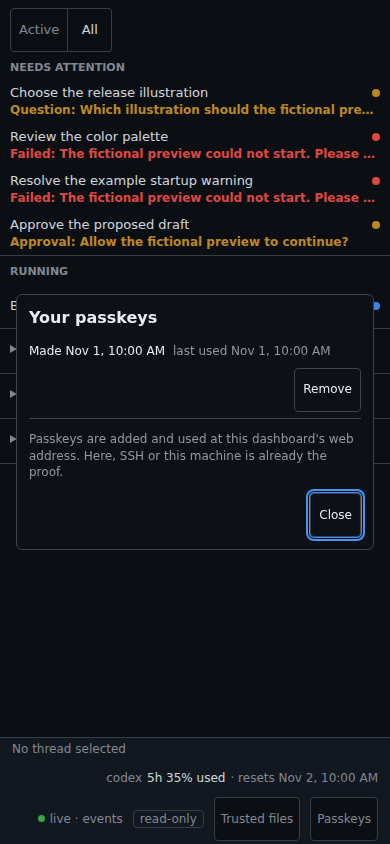 Active All
NEEDS ATTENTION
Choose the release illustration
Question: Which illustration should the fictional pre…
Review the color palette
Failed: The fictional preview could not start. Please …
Resolve the example startup warning
Failed: The fictional preview could not start. Please …
Approve the proposed draft
Approval: Allow the fictional preview to continue?
RUNNING
Your passkeys
Made Nov 1, 10:00 AM last used Nov 1, 10:00 AM
Remove
Passkeys are added and used at this dashboard's web
address. Here, SSH or this machine is already the
proof.
Close
No thread selected
codex 5h 35% used · resets Nov 2, 10:00 AM
live · events read-only Trusted files Passkeys